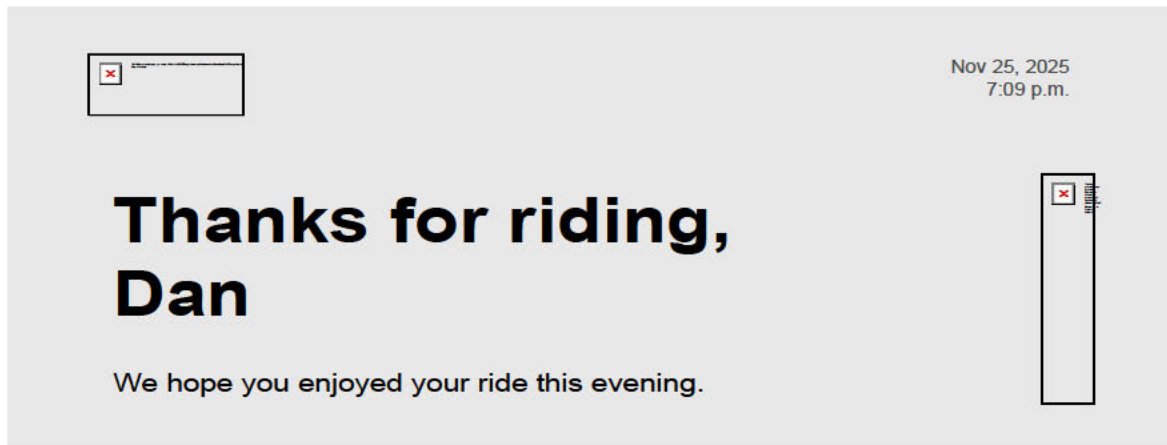 Nov 25, 2025
7:09 p.m.
Thanks for riding,
Dan
We hope you enjoyed your ride this evening.